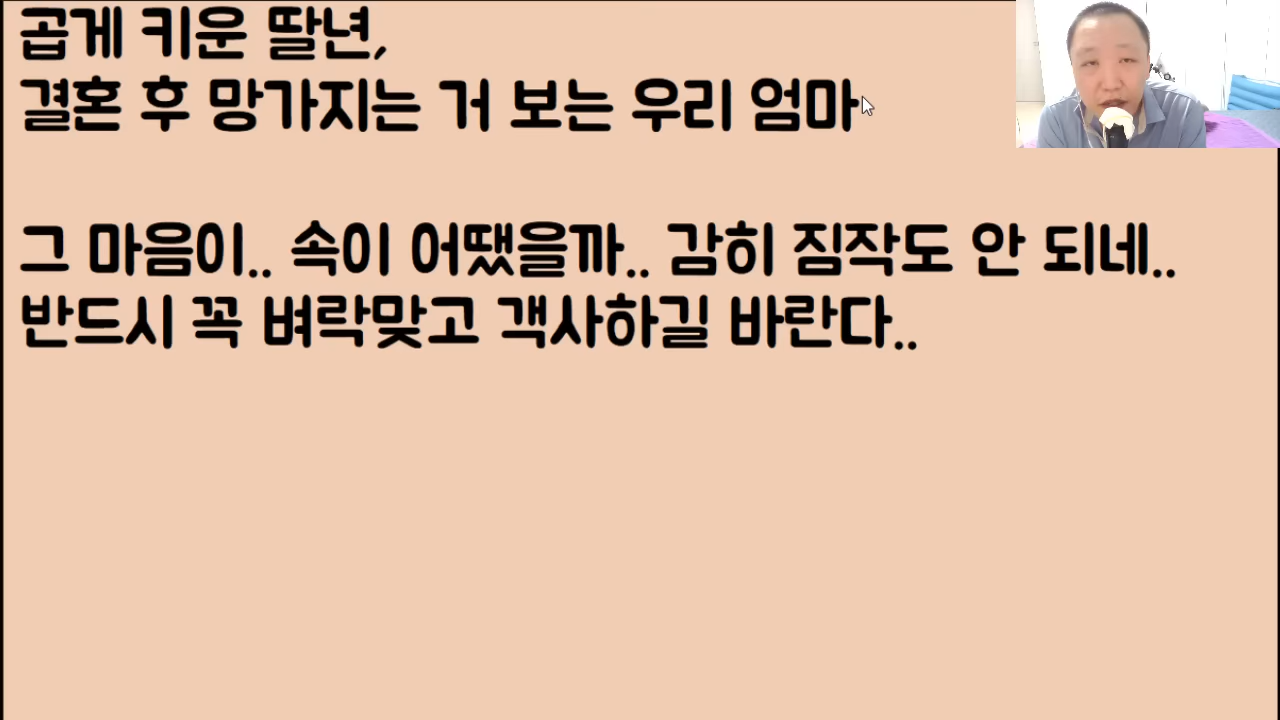 곱게 키운 딸년,
결혼 후 망가지는 거 보는 우리 엄마
그 마음이.. 속이 어땠을까.. 감히 짐작도 안 되네..
반드시 꼭 벼락맞고 객사하길 바란다..